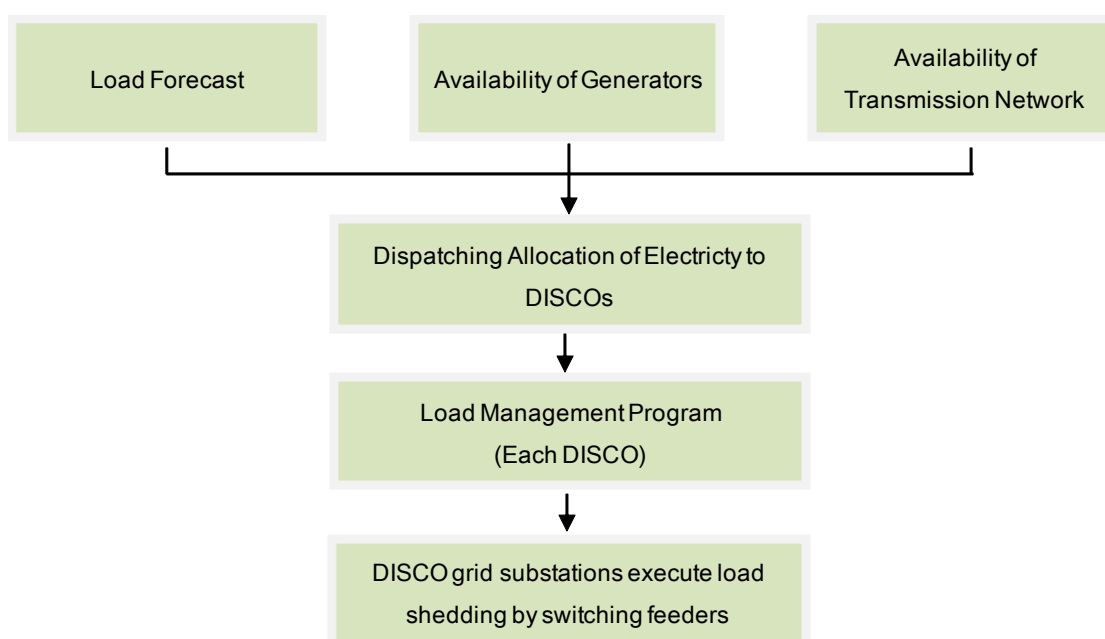 Load Forecast
Availability of Generators
Availability of
Transmission Network
Dispatching Allocation of Electricty to
DISCOs
Load Management Program
(Each DISCO)
DISCO grid substations execute load
shedding by switching feeders